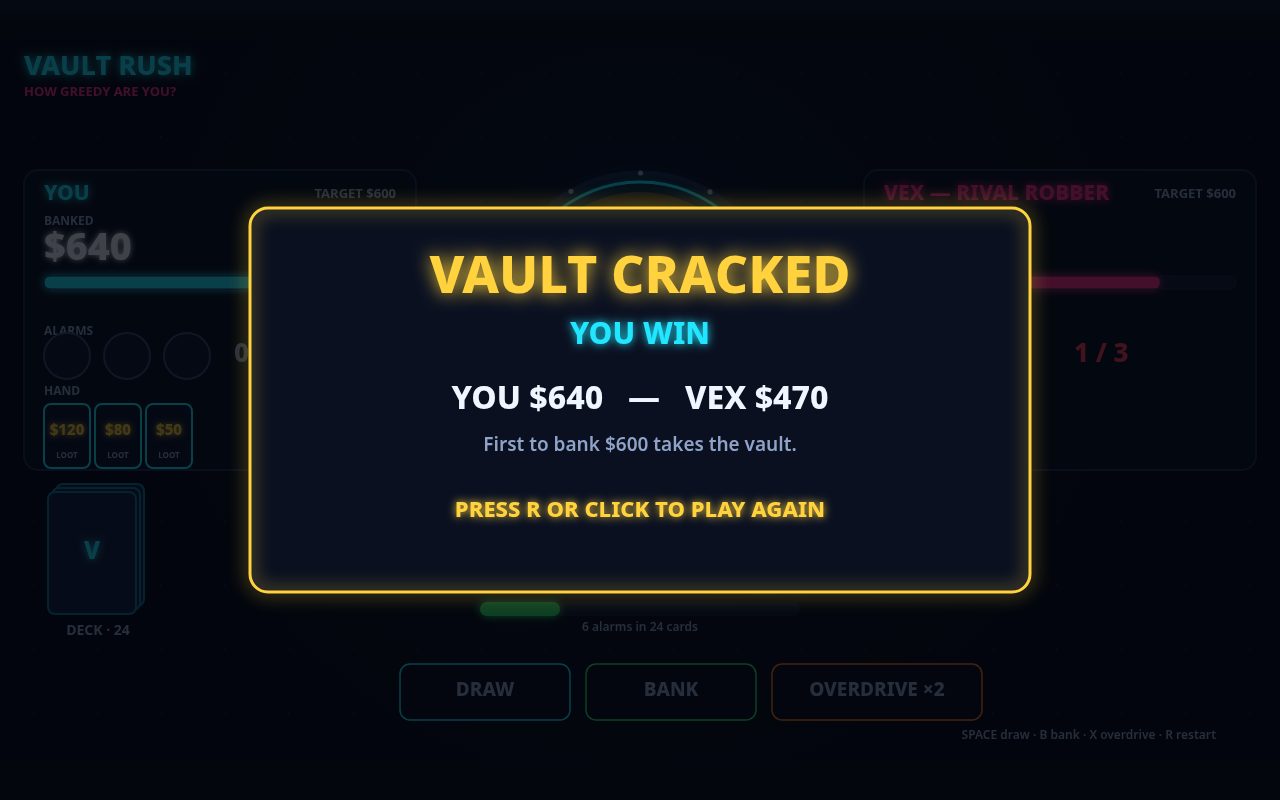 VAULT RUSH
HOW GREEDY ARE YOU?
YOU
TARGET $600
BANKED
$640
ALARMS
0
HAND
$120
LOOT
$80
LOOT
$50
LOOT
VEX — RIVAL ROBBER
TARGET $600
1 / 3
VAULT CRACKED
YOU WIN
YOU $640 — VEX $470
First to bank $600 takes the vault.
PRESS R OR CLICK TO PLAY AGAIN
V
DECK · 24
6 alarms in 24 cards
DRAW
BANK
OVERDRIVE ×2
SPACE draw · B bank · X overdrive · R restart